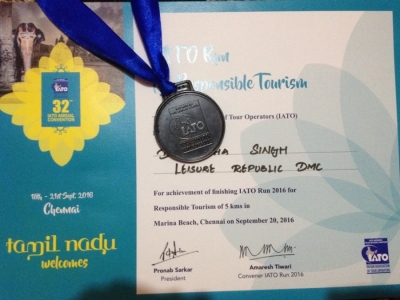 IATO
32nd
IATO ANNUAL
CONVENTION
18th - 21st Sept. 2016
Chennai
tamil nadu
welcomes
Run
Responsible Tourism
of Tour Operators (IATO)
SINGH
LEISURE REPUBLIC DMC
For achievement of finishing IATO Run 2016 for
Responsible Tourism of 5 kms in
Marina Beach, Chennai on September 20, 2016
Pronab Sarkar
President
Amaresh Tiwari
Convener IATO RUN 2016
IATO
IATO